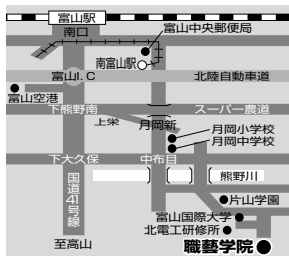 富山駅
南口
富山中央郵便局
南富山駅
富山I.C
北陸自動車道
富山空港
下熊野南
スーパー農道
上栄
月岡新
月岡小学校
月岡中学校
下大久保
中布目
熊野川
国道41号線
片山学園
富山国際大学
北電工研修所
至高山
職藝学院